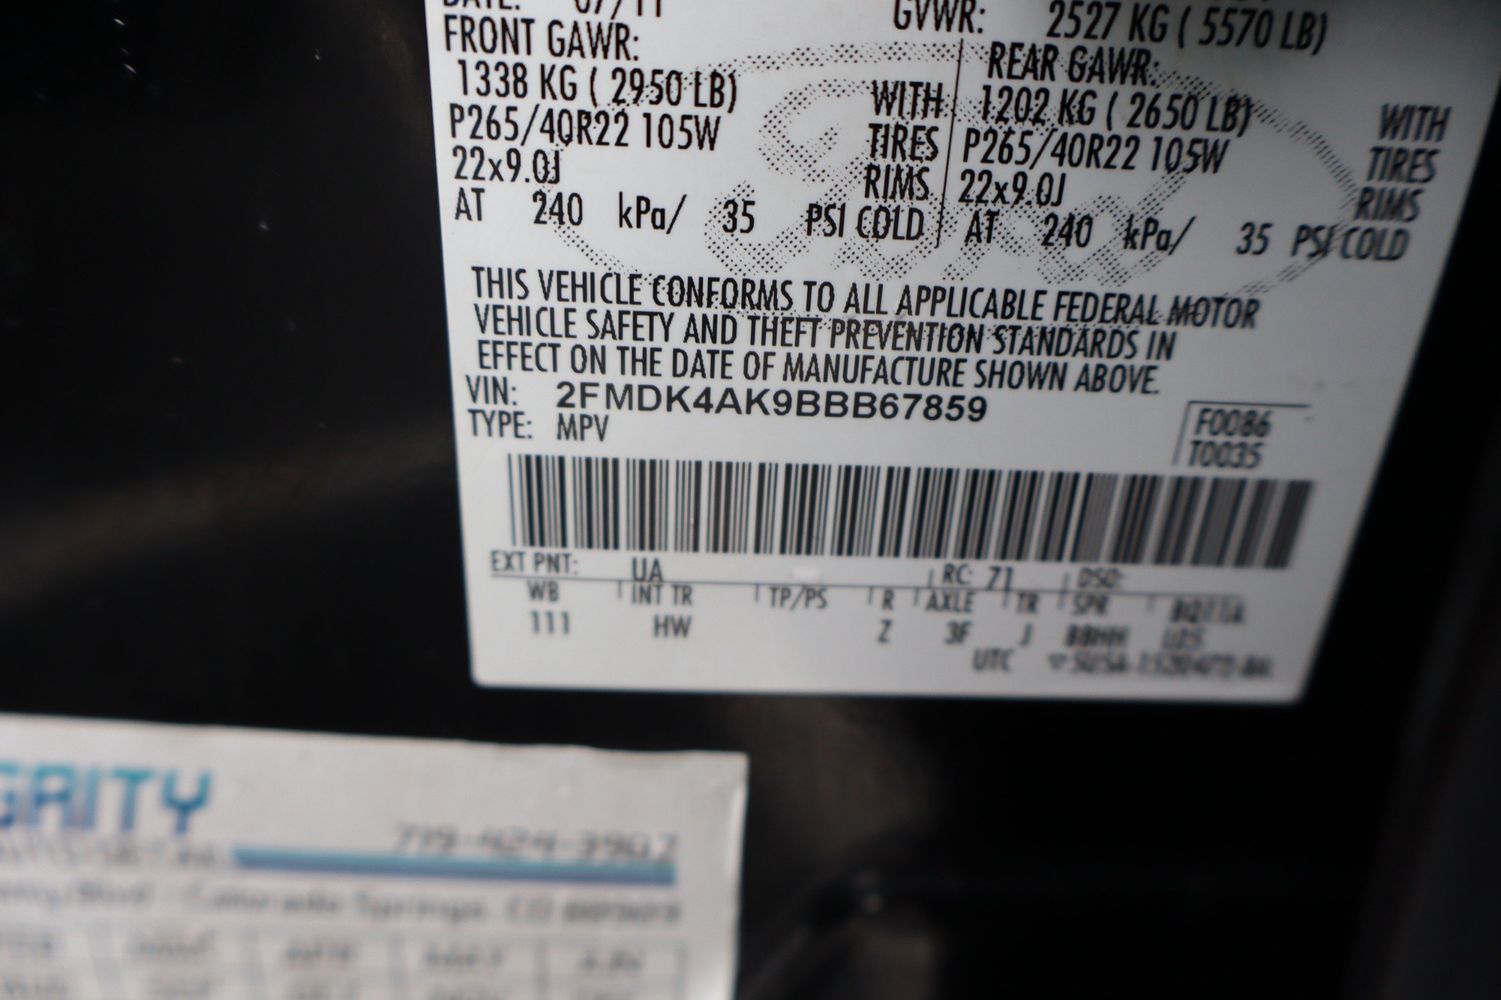 DATE: 07/11
GVWR: 2527 KG ( 5570 LB)
FRONT GAWR:
1338 KG ( 2950 LB) WITH
P265/40R22 105W TIRES
22x9.0J RIMS
AT 240 kPa/ 35 PSI COLD
REAR GAWR:
1202 KG ( 2650 LB) WITH
P265/40R22 105W TIRES
22x9.0J RIMS
AT 240 kPa/ 35 PSI COLD
THIS VEHICLE CONFORMS TO ALL APPLICABLE FEDERAL MOTOR
VEHICLE SAFETY AND THEFT PREVENTION STANDARDS IN
EFFECT ON THE DATE OF MANUFACTURE SHOWN ABOVE.
VIN: 2FMDK4AK9BBB67859
TYPE: MPV
F0086
T0035
EXT PNT: UA RC: 71 DSO:
WB INT TR TP/PS R AXLE TR SPR
111 HW Z 3F J BBHH
UTC
GRITY
Colorado Springs, CO